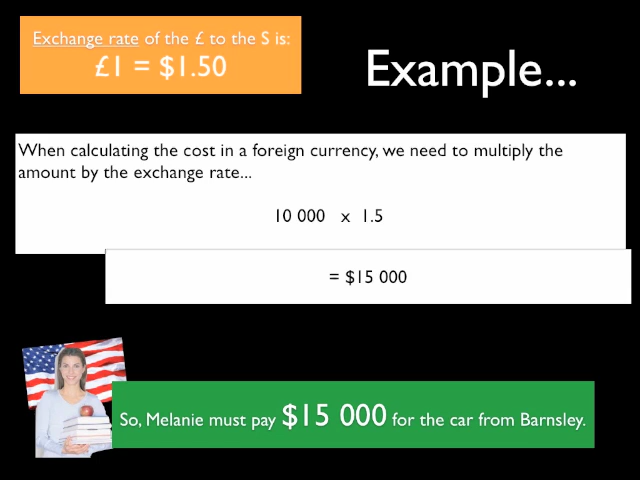 Exchange rate of the £ to the $ is:
£1 = $1.50
Example...
When calculating the cost in a foreign currency, we need to multiply the
amount by the exchange rate...
10 000 x 1.5
= $15 000
So, Melanie must pay $15 000 for the car from Barnsley.